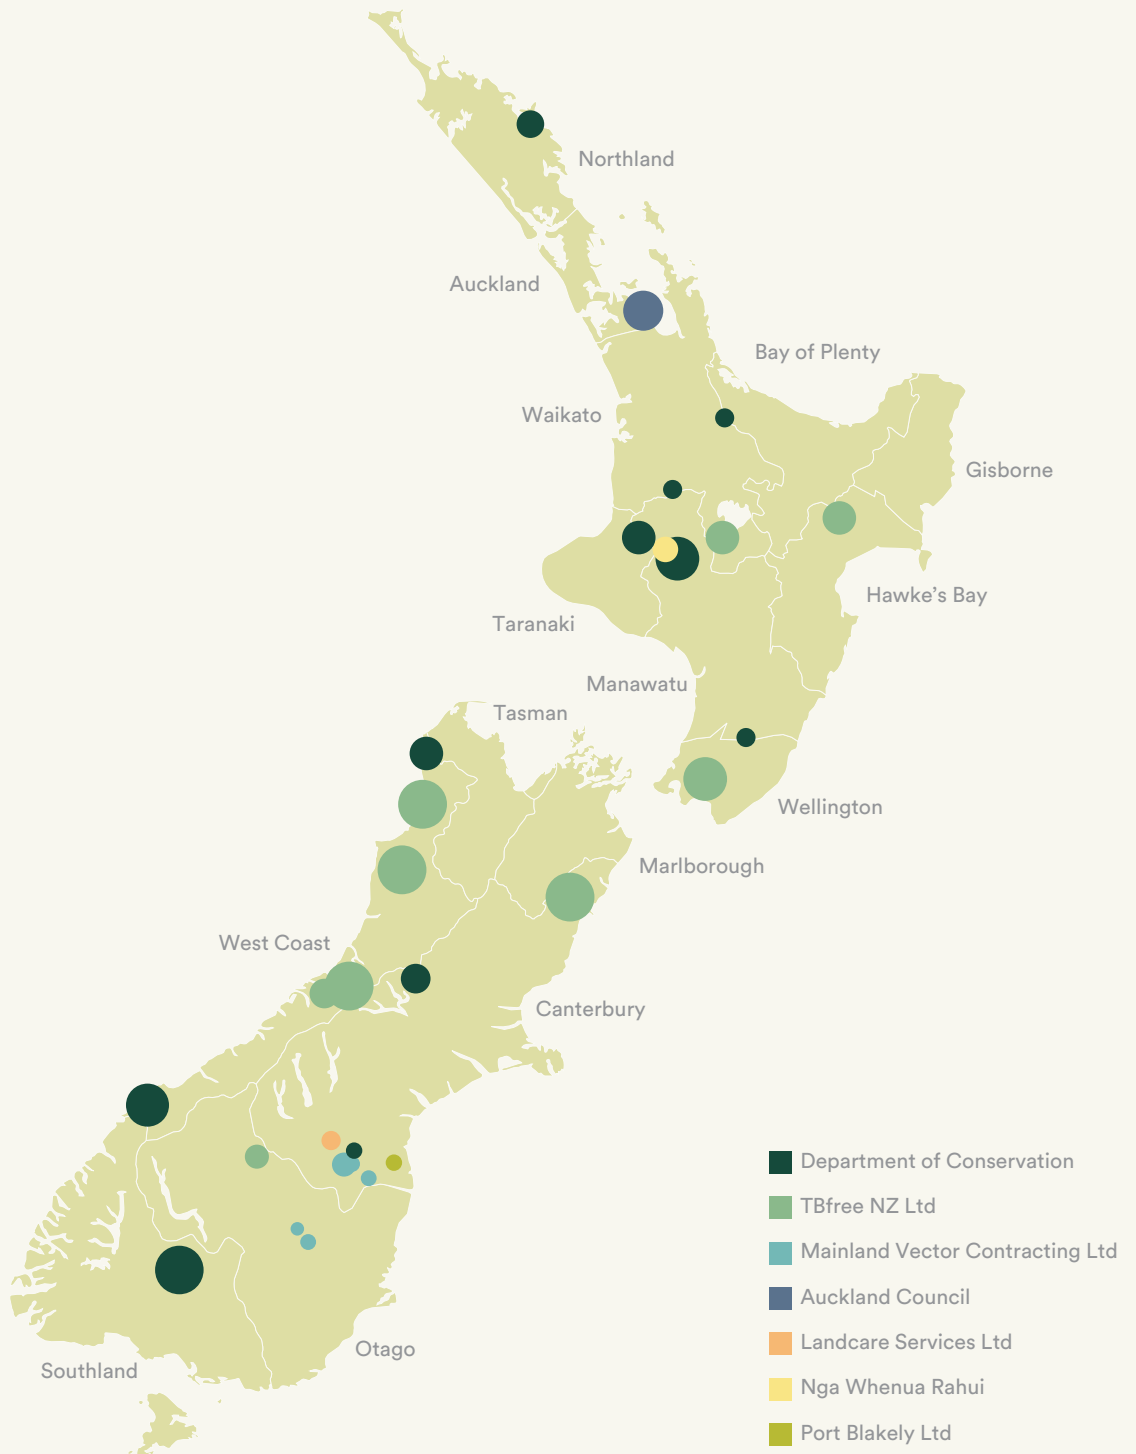 Northland
Auckland
Bay of Plenty
Waikato
Gisborne
Hawke’s Bay
Taranaki
Manawatu
Tasman
Wellington
Marlborough
West Coast
Canterbury
Otago
Southland
Department of Conservation
TBfree NZ Ltd
Mainland Vector Contracting Ltd
Auckland Council
Landcare Services Ltd
Nga Whenua Rahui
Port Blakely Ltd